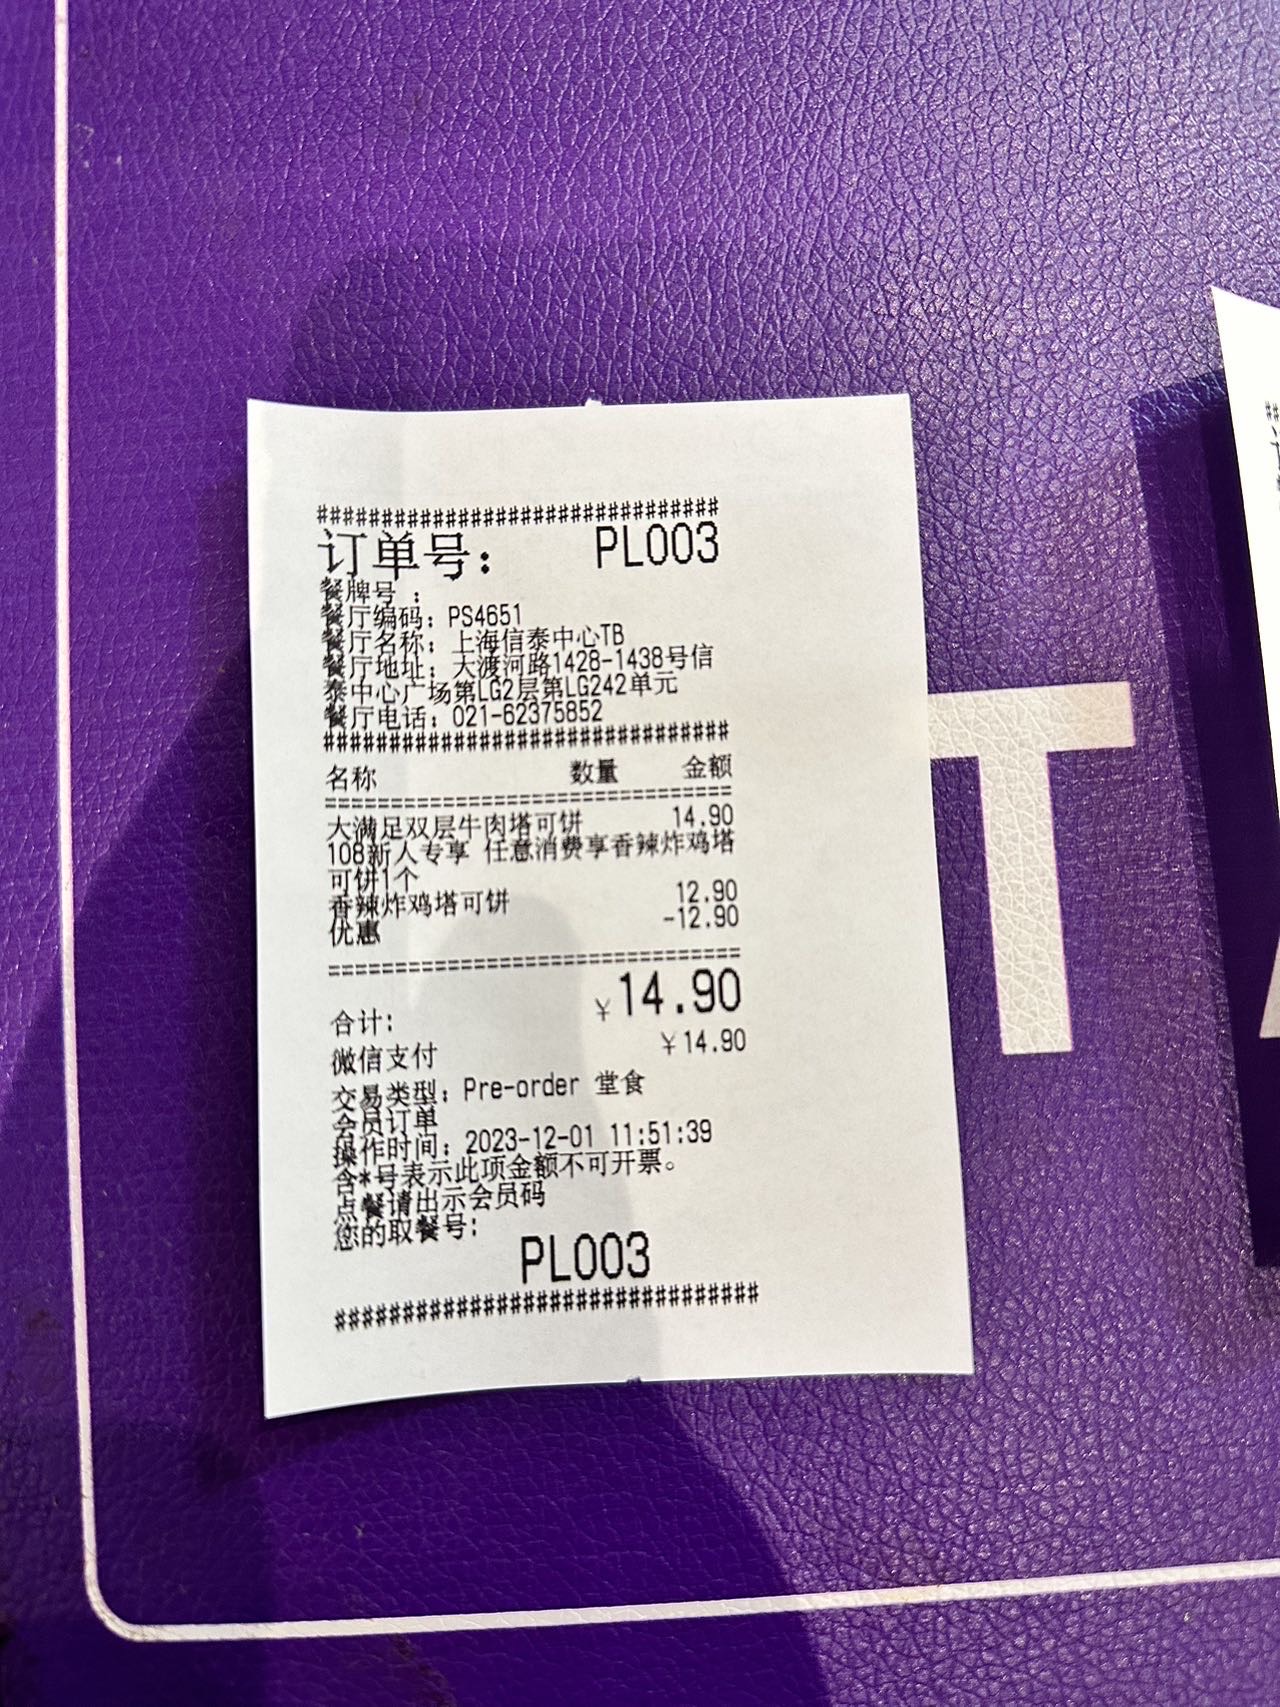 ###############################
订单号: PL003
餐牌号 :
餐厅编码: PS4651
餐厅名称: 上海信泰中心TB
餐厅地址: 大渡河路1428-1438号信
泰中心广场第LG2层第LG242单元
餐厅电话: 021-62375852
###############################
名称 数量 金额
================================
大满足双层牛肉塔可饼 14.90
108新人专享 任意消费享香辣炸鸡塔
可饼1个
香辣炸鸡塔可饼 12.90
优惠 -12.90
================================
合计: ¥14.90
微信支付 ¥14.90
交易类型: Pre-order 堂食
会员订单
操作时间: 2023-12-01 11:51:39
含*号表示此项金额不可开票。
点餐请出示会员码
您的取餐号:
PL003
################################
T